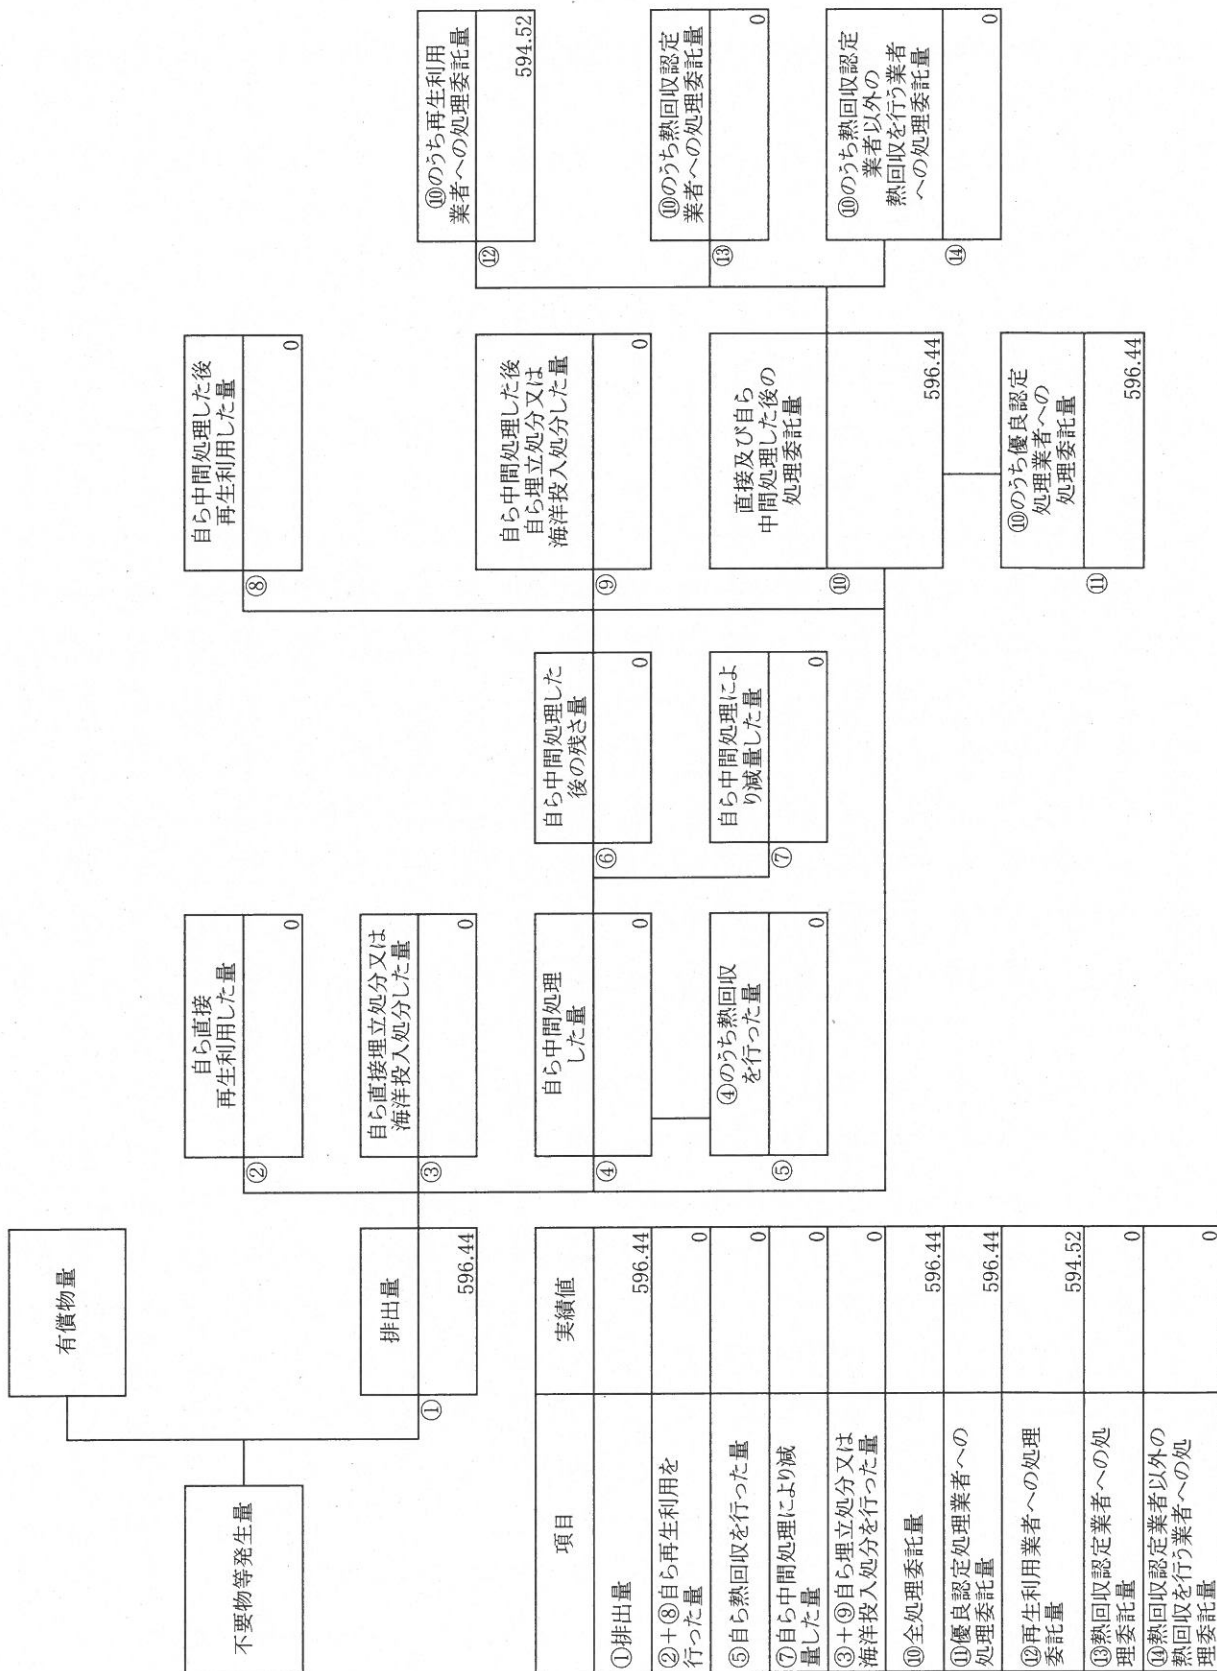 不要物等発生量
有償物量
①
排出量
596.44
②
自ら直接
再生利用した量
0
③
自ら直接埋立処分又は
海洋投入処分した量
0
④
自ら中間処理
した量
0
⑤
④のうち熱回収
を行った量
0
⑥
自ら中間処理した
後の残さ量
0
⑦
自ら中間処理によ
り減量した量
0
⑧
自ら中間処理した後
再生利用した量
0
⑨
自ら中間処理した後
自ら埋立処分又は
海洋投入処分した量
0
⑩
直接及び自ら
中間処理した後の
処理委託量
596.44
⑪
⑩のうち優良認定
処理業者への
処理委託量
596.44
⑫
⑩のうち再生利用
業者への処理委託量
594.52
⑬
⑩のうち熱回収認定
業者への処理委託量
0
⑭
⑩のうち熱回収認定
業者以外の
熱回収を行う業者
への処理委託量
0
項目 実績値
①排出量 596.44
②+⑧自ら再生利用を
行った量 0
⑤自ら熱回収を行った量 0
⑦自ら中間処理により減
量した量 0
③+⑨自ら埋立処分又は
海洋投入処分を行った量 0
⑩全処理委託量 596.44
⑪優良認定処理業者への
処理委託量 596.44
⑫再生利用業者への処理
委託量 594.52
⑬熱回収認定業者への処
理委託量 0
⑭熱回収認定業者以外の
熱回収を行う業者への処
理委託量 0